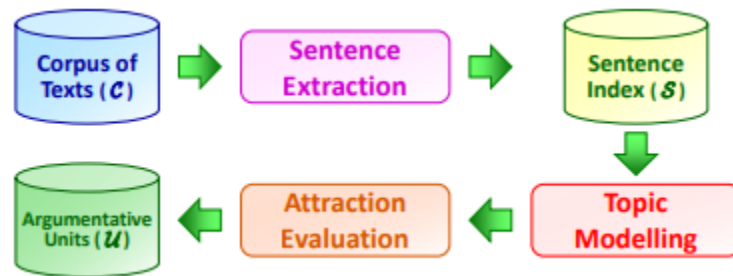 Corpus of
Texts (C)
Sentence
Extraction
Sentence
Index (S)
Argumentative
Units (U)
Attraction
Evaluation
Topic
Modelling